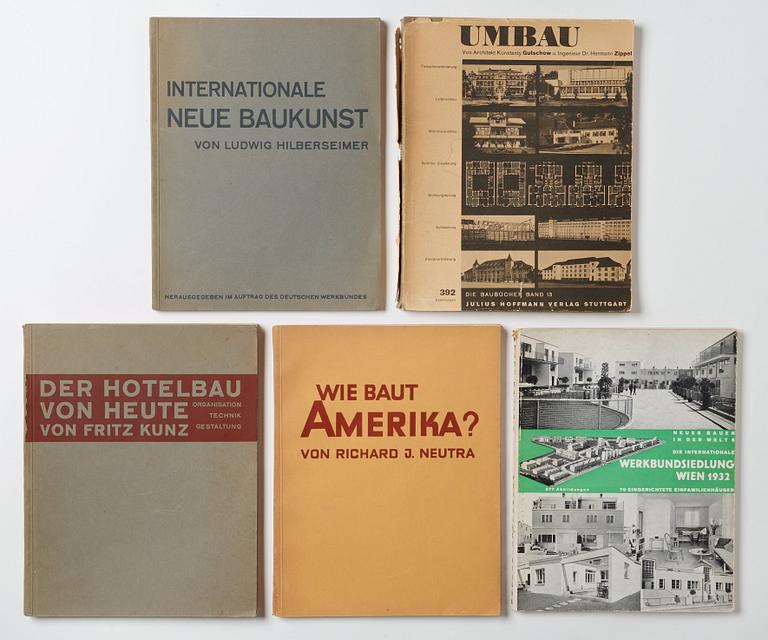 INTERNATIONALE
NEUE BAUKUNST
VON LUDWIG HILBERSEIMER
HERAUSGEGEBEN IM AUFTRAG DES DEUTSCHEN WERKBUNDES
UMBAU
Von Architekt Konstanty Gutschow u. Ingenieur Dr. Hermann Zippel
392
Abbildungen
DIE BAUBÜCHER BAND 13
JULIUS HOFFMANN VERLAG STUTTGART
DER HOTELBAU
VON HEUTE
VON FRITZ KUNZ
ORGANISATION
TECHNIK
GESTALTUNG
WIE BAUT
AMERIKA?
VON RICHARD J. NEUTRA
NEUES BAUEN
IN DER WELT 6
DIE INTERNATIONALE
WERKBUNDSIEDLUNG
WIEN 1932
277 Abbildungen
70 EINGERICHTETE EINFAMILIENHÄUSER